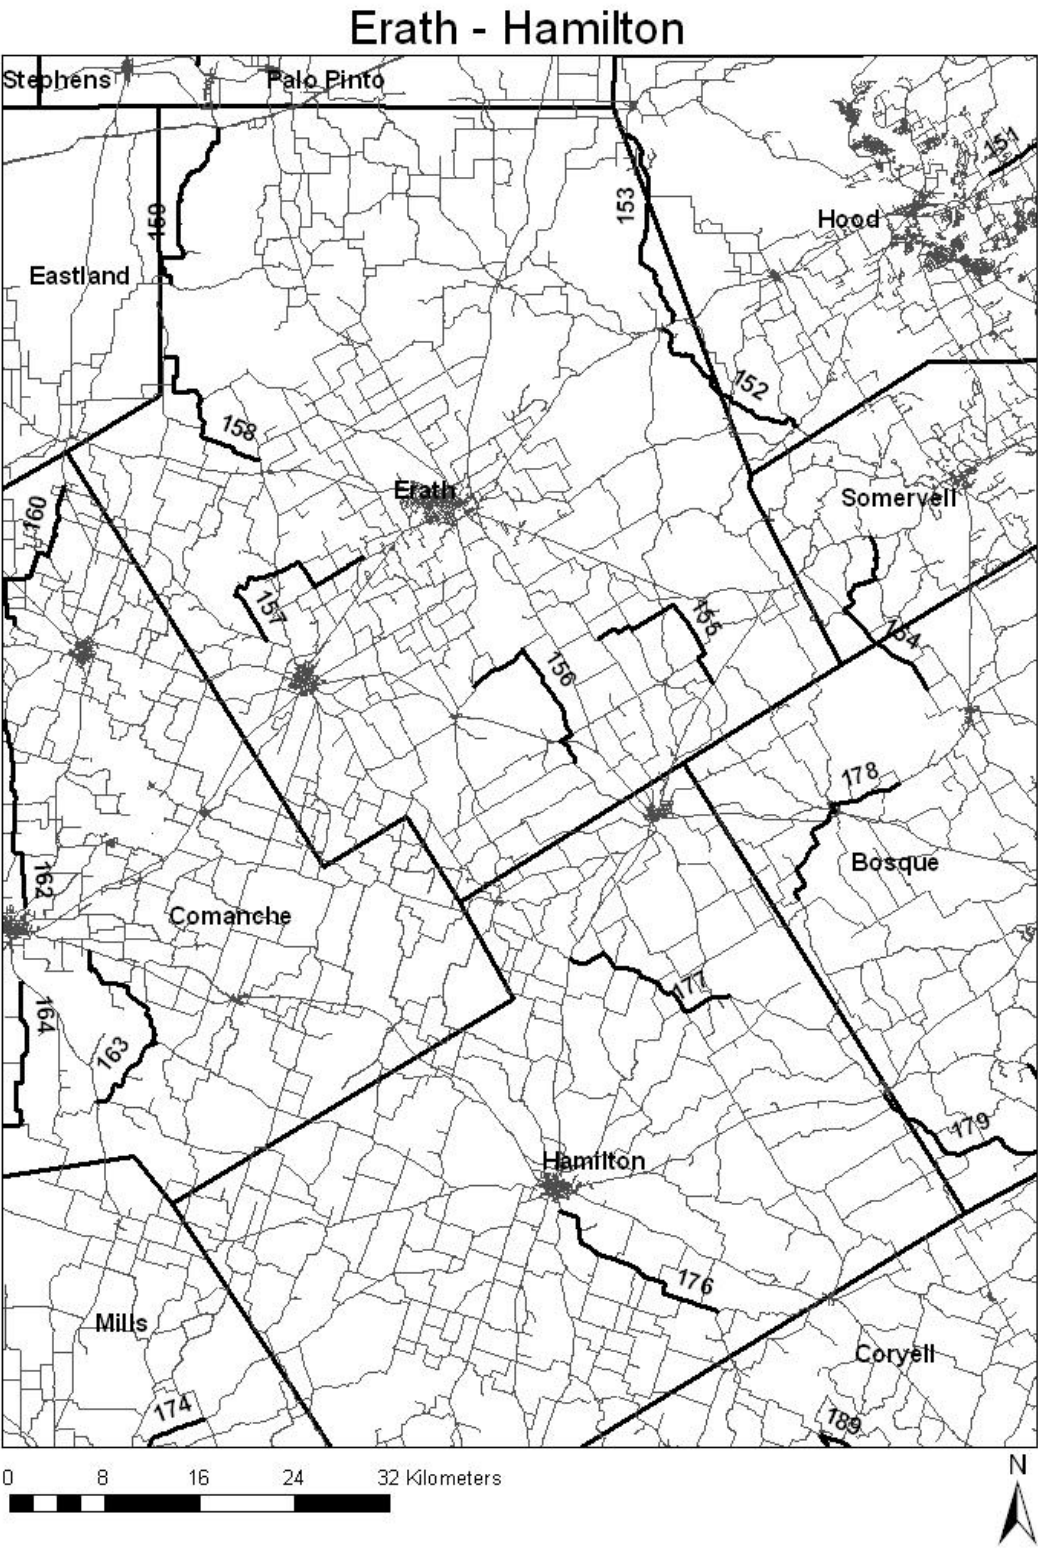 Erath - Hamilton
Stephens
Palo Pinto
151
159
153
Hood
Eastland
152
158
Erath
Somervell
160
157
155
154
156
178
Bosque
162
Comanche
177
164
163
179
Hamilton
176
Mills
Coryell
174
189
N
0 8 16 24 32 Kilometers